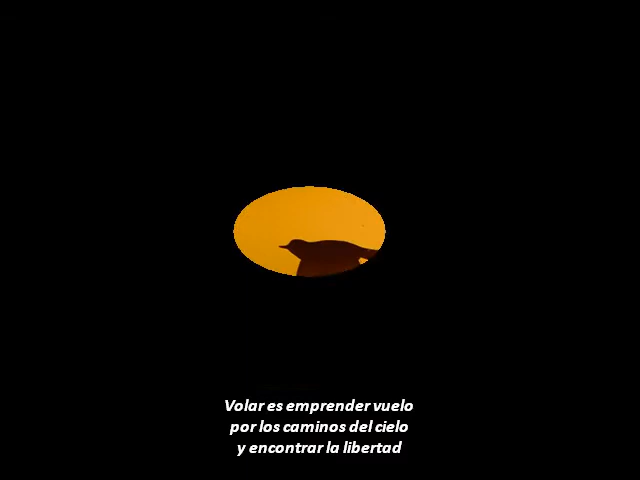 Volar es emprender vuelo
por los caminos del cielo
y encontrar la libertad